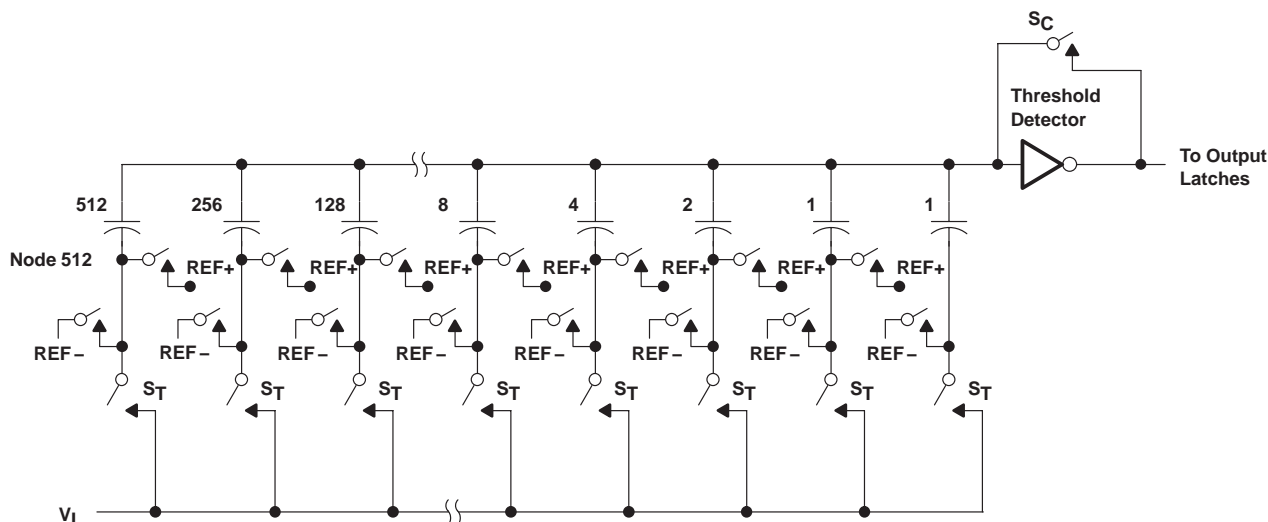 SC
Threshold
Detector
To Output
Latches
512 256 128 8 4 2 1 1
Node 512 REF+ REF+ REF+ REF+ REF+ REF+ REF+
REF– REF– REF– REF– REF– REF– REF– REF–
ST ST ST ST ST ST ST ST
VI